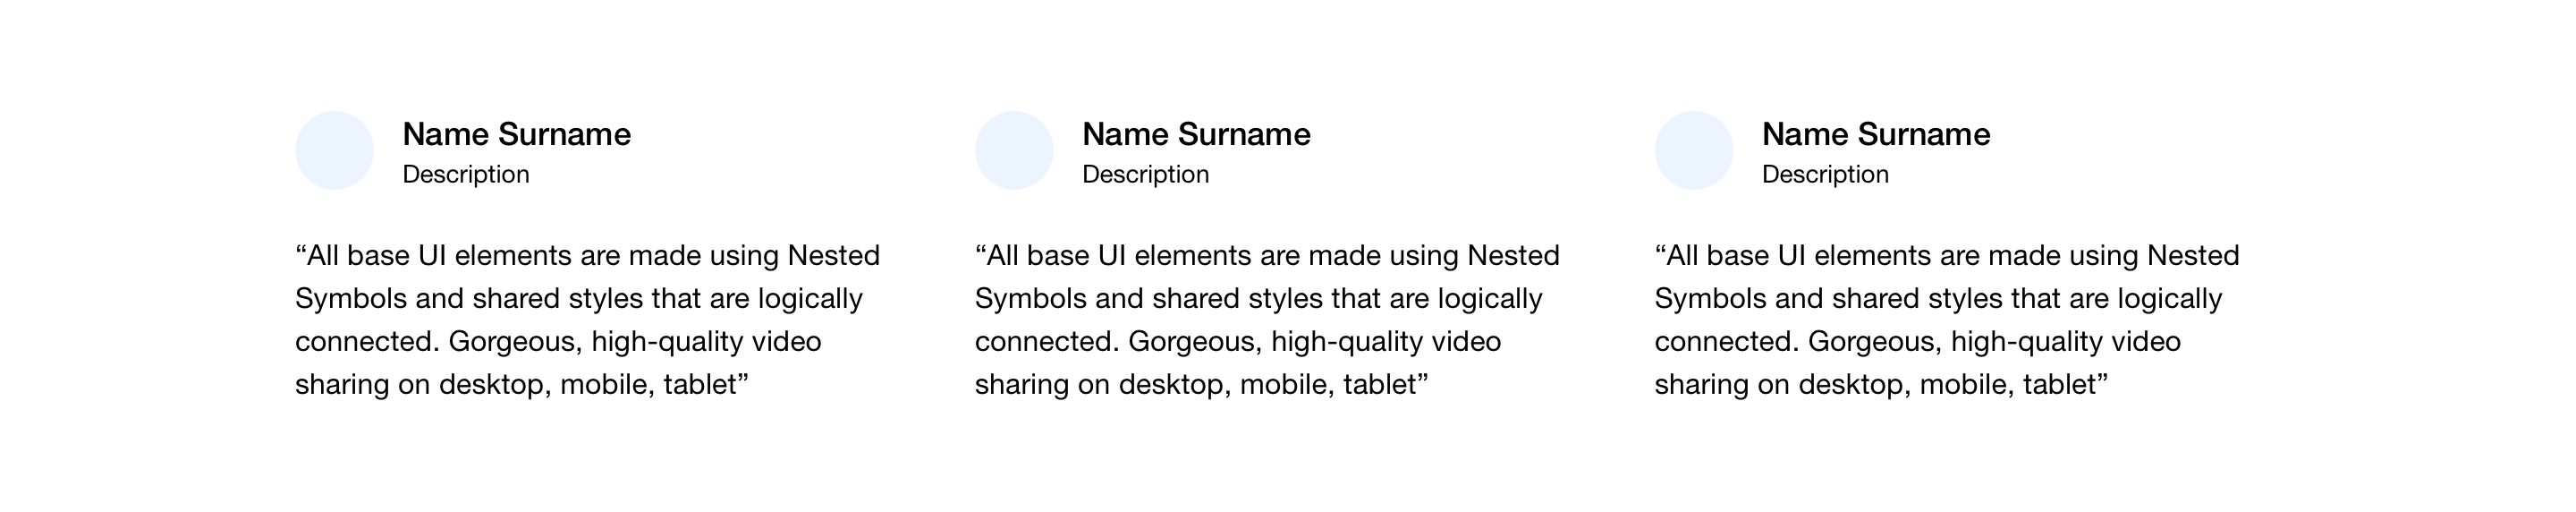 Name Surname
Description
“All base UI elements are made using Nested
Symbols and shared styles that are logically
connected. Gorgeous, high-quality video
sharing on desktop, mobile, tablet”
Name Surname
Description
“All base UI elements are made using Nested
Symbols and shared styles that are logically
connected. Gorgeous, high-quality video
sharing on desktop, mobile, tablet”
Name Surname
Description
“All base UI elements are made using Nested
Symbols and shared styles that are logically
connected. Gorgeous, high-quality video
sharing on desktop, mobile, tablet”